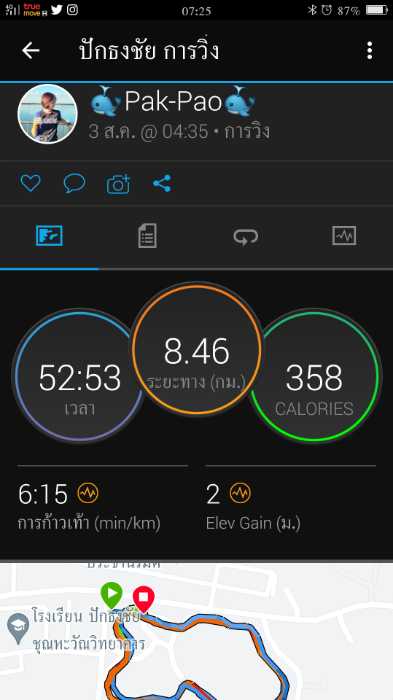 4G true
move H
07:25
87%
ปักธงชัย การวิ่ง
Pak-Pao
3 ส.ค. @ 04:35 • การวิ่ง
52:53
เวลา
8.46
ระยะทาง (กม.)
358
CALORIES
6:15
การก้าวเท้า (min/km)
2
Elev Gain (ม.)
โรงเรียน ปักธงชัย
ชุณหะวัณวิทยาคาร